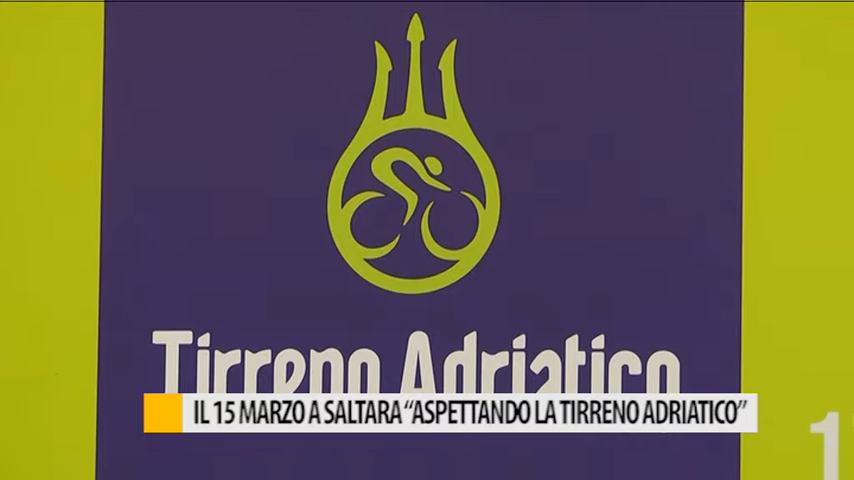 Tirreno Adriatico
IL 15 MARZO A SALTARA “ASPETTANDO LA TIRRENO ADRIATICO”